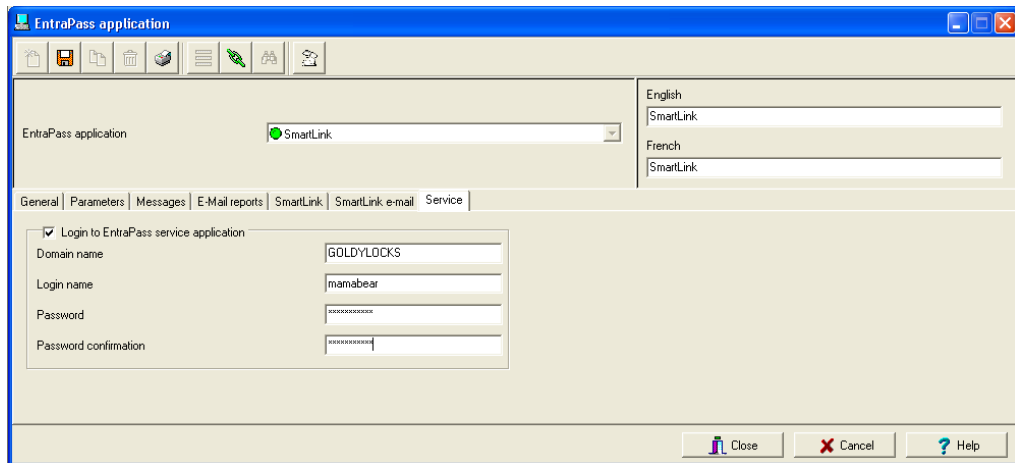 EntraPass application
English
SmartLink
EntraPass application
SmartLink
French
SmartLink
General Parameters Messages E-Mail reports SmartLink SmartLink e-mail Service
Login to EntraPass service application
Domain name GOLDYLOCKS
Login name mamabear
Password ***********
Password confirmation ***********
Close Cancel ? Help